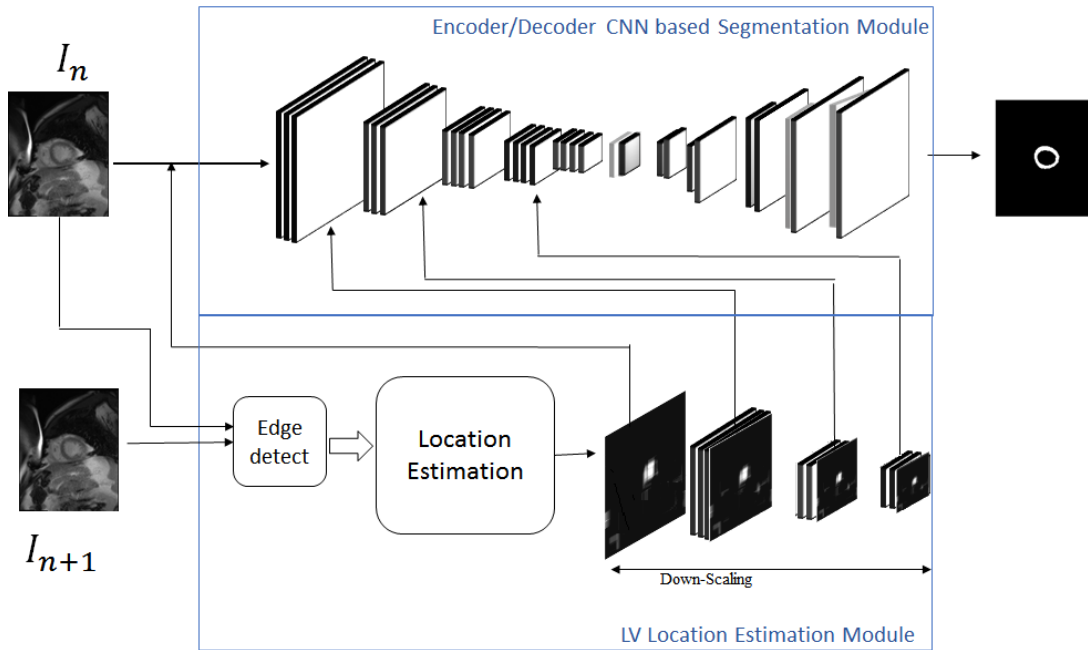 Encoder/Decoder CNN based Segmentation Module
I_n
Edge
detect
Location
Estimation
I_{n+1}
Down-Scaling
LV Location Estimation Module